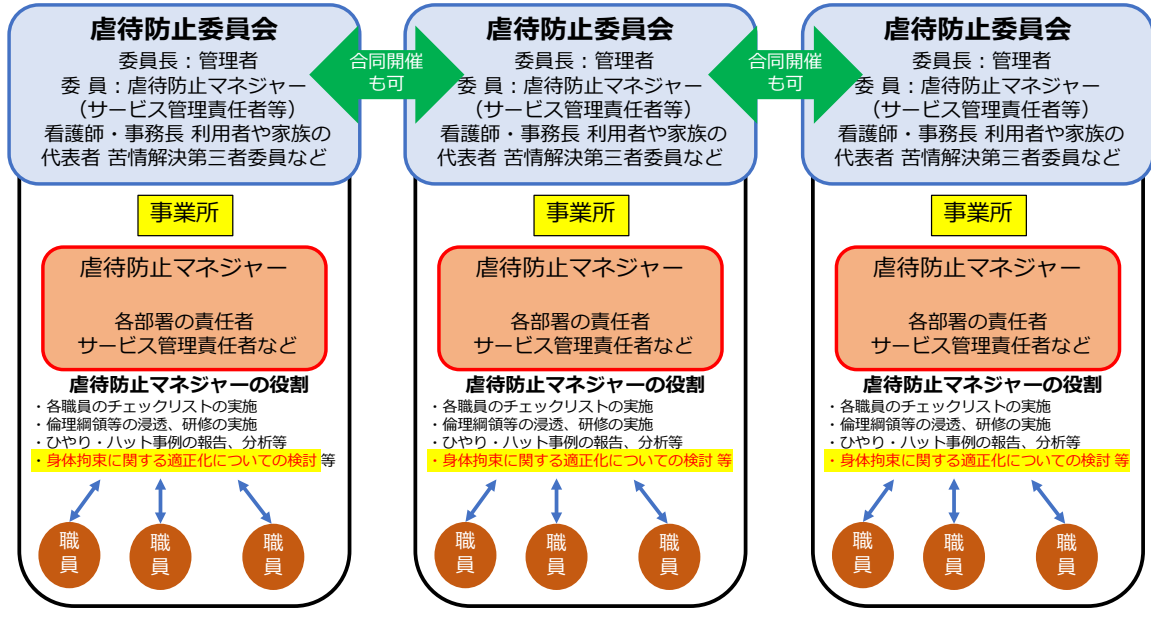 虐待防止委員会
委員長：管理者
委 員：虐待防止マネジャー
（サービス管理責任者等）
看護師・事務長 利用者や家族の
代表者 苦情解決第三者委員など
合同開催
も可
虐待防止委員会
委員長：管理者
委 員：虐待防止マネジャー
（サービス管理責任者等）
看護師・事務長 利用者や家族の
代表者 苦情解決第三者委員など
合同開催
も可
虐待防止委員会
委員長：管理者
委 員：虐待防止マネジャー
（サービス管理責任者等）
看護師・事務長 利用者や家族の
代表者 苦情解決第三者委員など
事業所
虐待防止マネジャー
各部署の責任者
サービス管理責任者など
虐待防止マネジャーの役割
・各職員のチェックリストの実施
・倫理綱領等の浸透、研修の実施
・ひやり・ハット事例の報告、分析等
・身体拘束に関する適正化についての検討 等
職
員
職
員
職
員
事業所
虐待防止マネジャー
各部署の責任者
サービス管理責任者など
虐待防止マネジャーの役割
・各職員のチェックリストの実施
・倫理綱領等の浸透、研修の実施
・ひやり・ハット事例の報告、分析等
・身体拘束に関する適正化についての検討 等
職
員
職
員
職
員
事業所
虐待防止マネジャー
各部署の責任者
サービス管理責任者など
虐待防止マネジャーの役割
・各職員のチェックリストの実施
・倫理綱領等の浸透、研修の実施
・ひやり・ハット事例の報告、分析等
・身体拘束に関する適正化についての検討 等
職
員
職
員
職
員